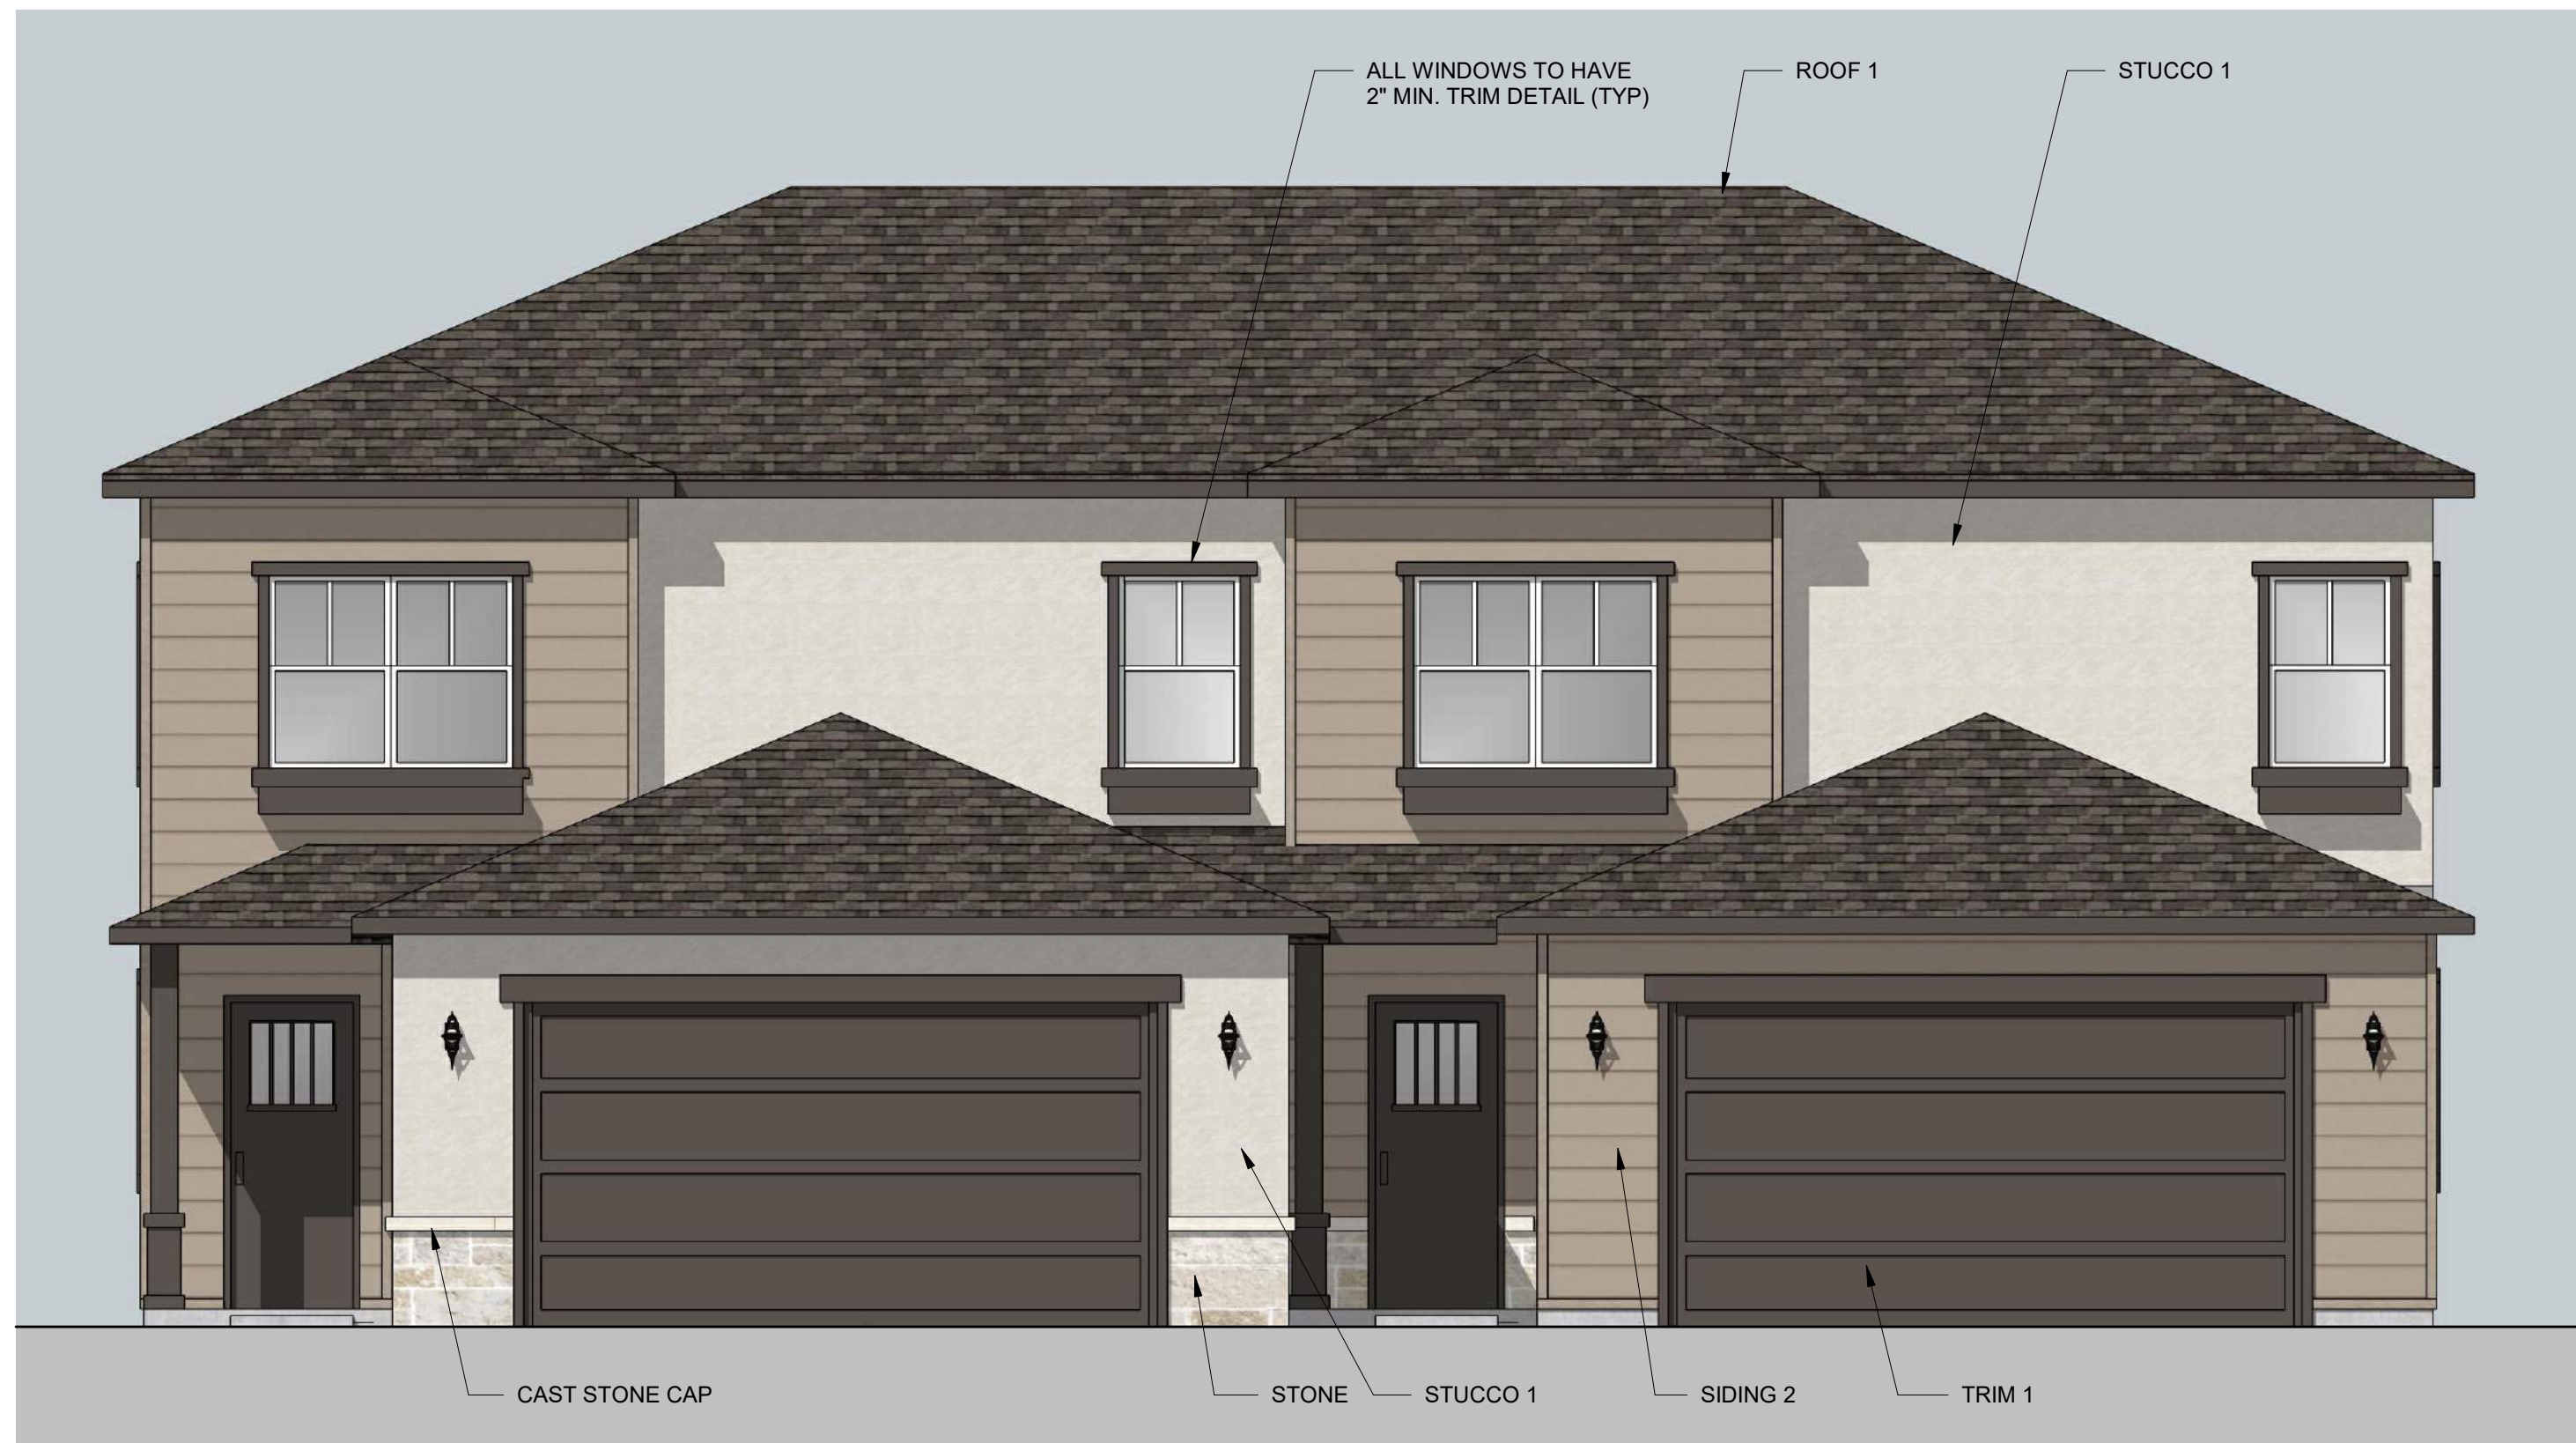 ALL WINDOWS TO HAVE
2" MIN. TRIM DETAIL (TYP)
ROOF 1
STUCCO 1
CAST STONE CAP
STONE
STUCCO 1
SIDING 2
TRIM 1